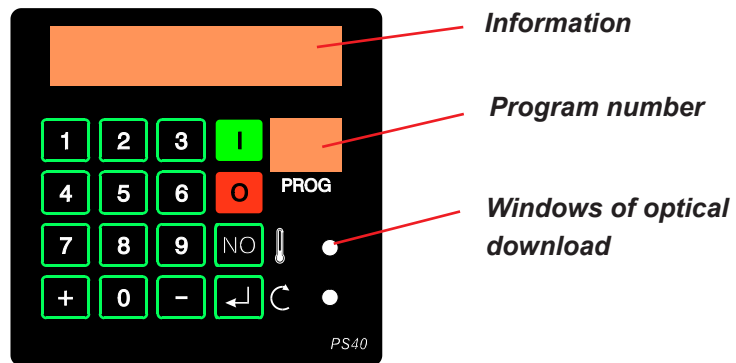 Information
Program number
1 2 3 I
PROG
4 5 6 O
Windows of optical
download
7 8 9 NO
+ 0 −
PS40